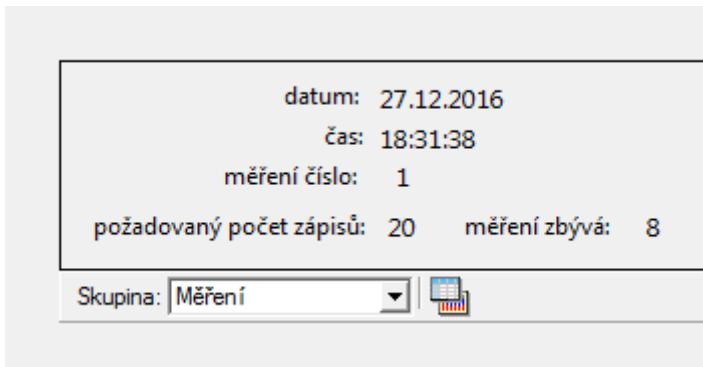 datum: 27.12.2016
čas: 18:31:38
měření číslo: 1
požadovaný počet zápisů: 20 měření zbývá: 8
Skupina: Měření